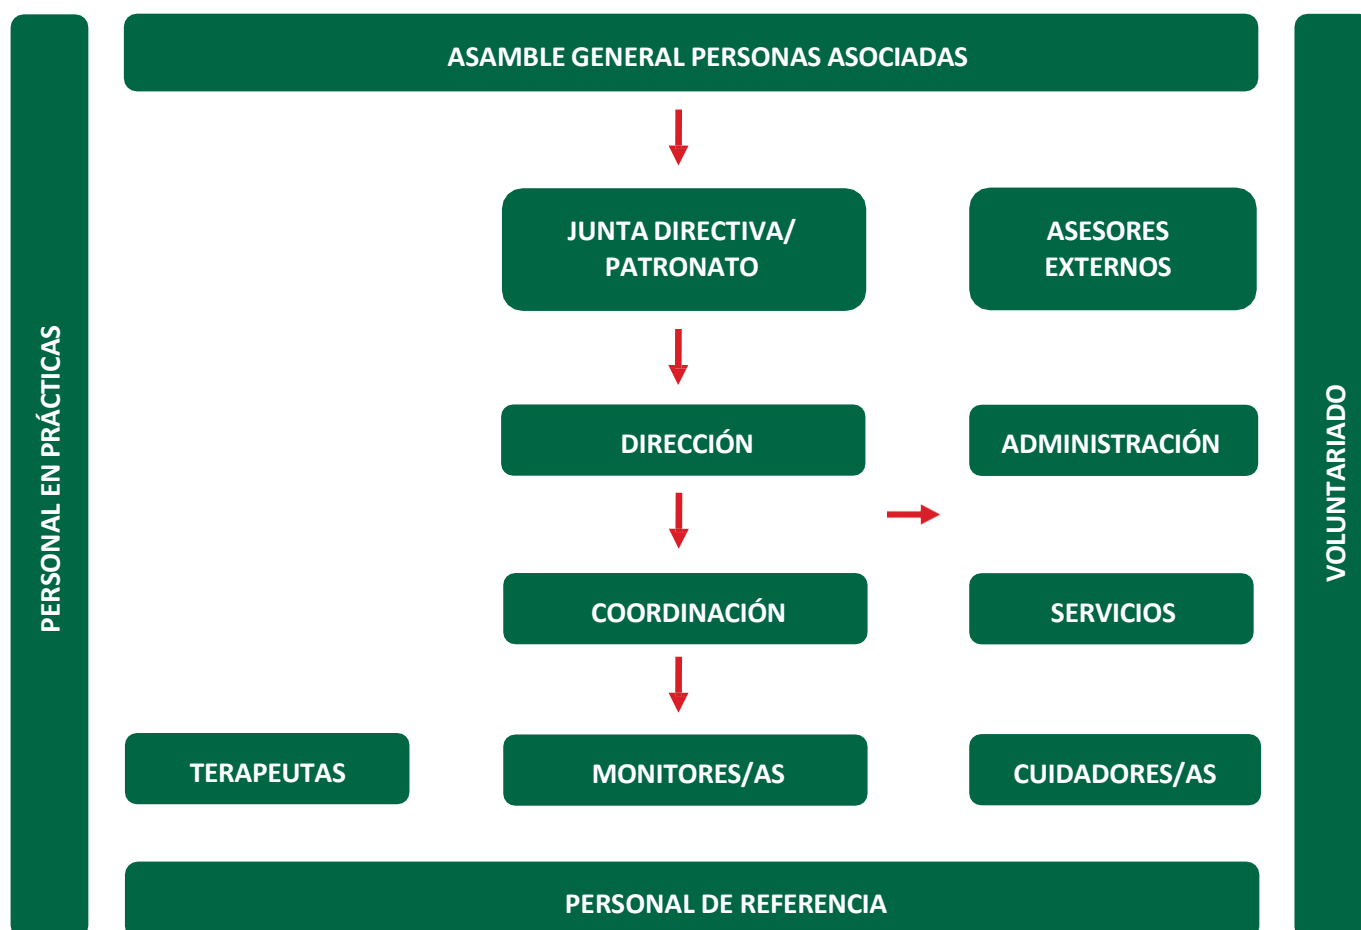 ASAMBLE GENERAL PERSONAS ASOCIADAS
JUNTA DIRECTIVA/
PATRONATO
ASESORES
EXTERNOS
PERSONAL EN PRÁCTICAS
VOLUNTARIADO
DIRECCIÓN
ADMINISTRACIÓN
COORDINACIÓN
SERVICIOS
TERAPEUTAS
MONITORES/AS
CUIDADORES/AS
PERSONAL DE REFERENCIA